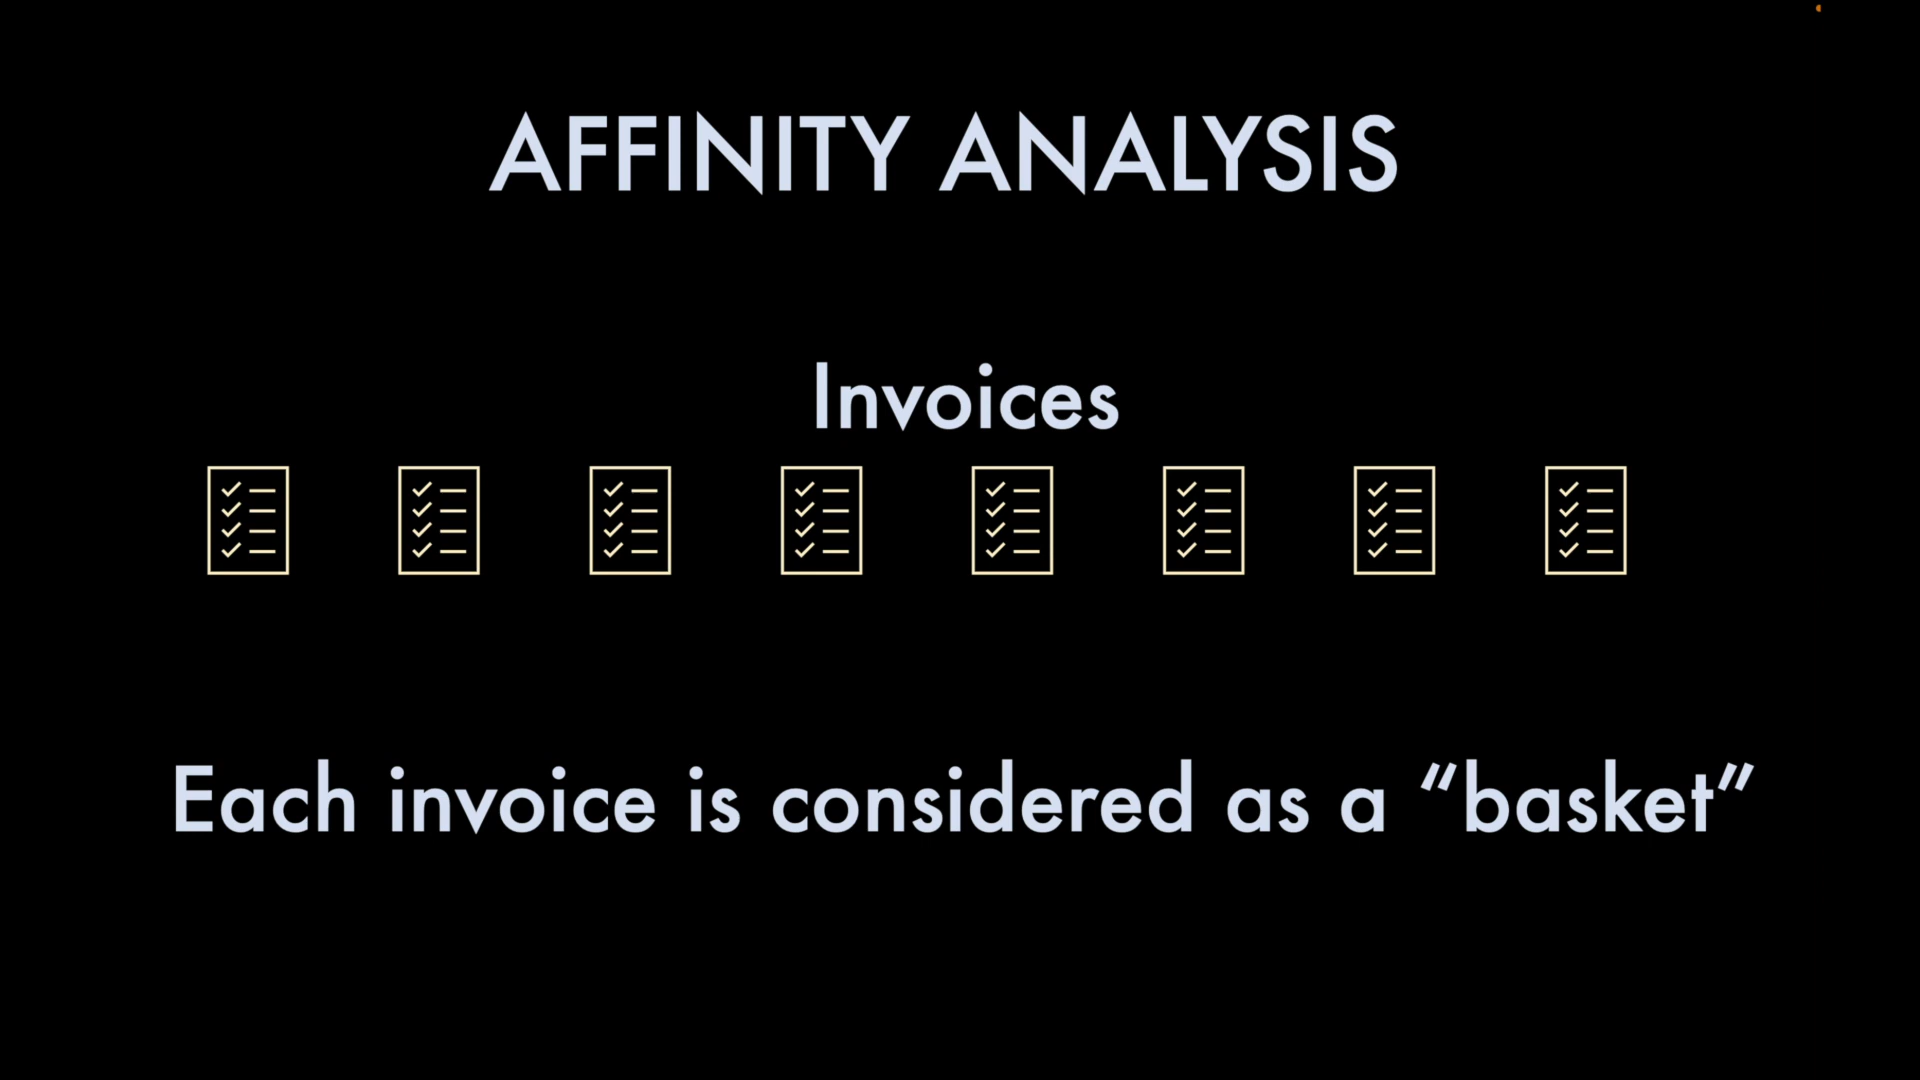 AFFINITY ANALYSIS
Invoices
Each invoice is considered as a “basket”